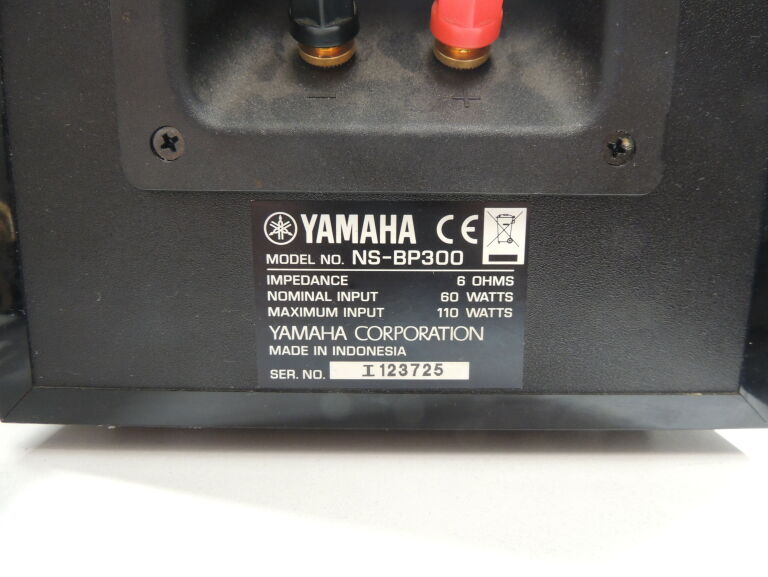 − +
YAMAHA CE
MODEL NO. NS-BP300
IMPEDANCE 6 OHMS
NOMINAL INPUT 60 WATTS
MAXIMUM INPUT 110 WATTS
YAMAHA CORPORATION
MADE IN INDONESIA
SER. NO. I 123725